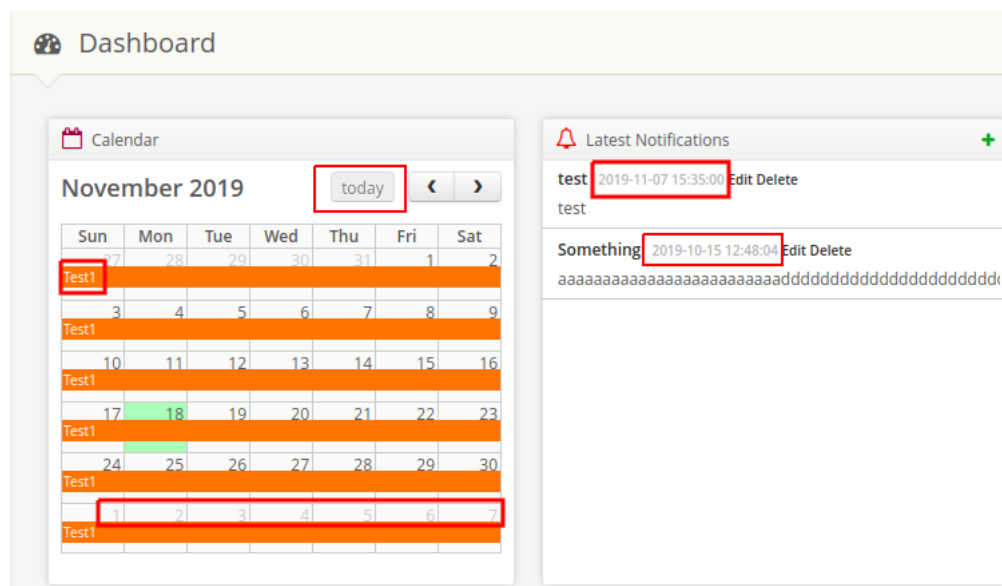 Dashboard
Calendar
November 2019
today
Sun Mon Tue Wed Thu Fri Sat
27 28 29 30 31 1 2
Test1
3 4 5 6 7 8 9
Test1
10 11 12 13 14 15 16
Test1
17 18 19 20 21 22 23
Test1
24 25 26 27 28 29 30
Test1
1 2 3 4 5 6 7
Test1
Latest Notifications
test 2019-11-07 15:35:00 Edit Delete
test
Something 2019-10-15 12:48:04 Edit Delete